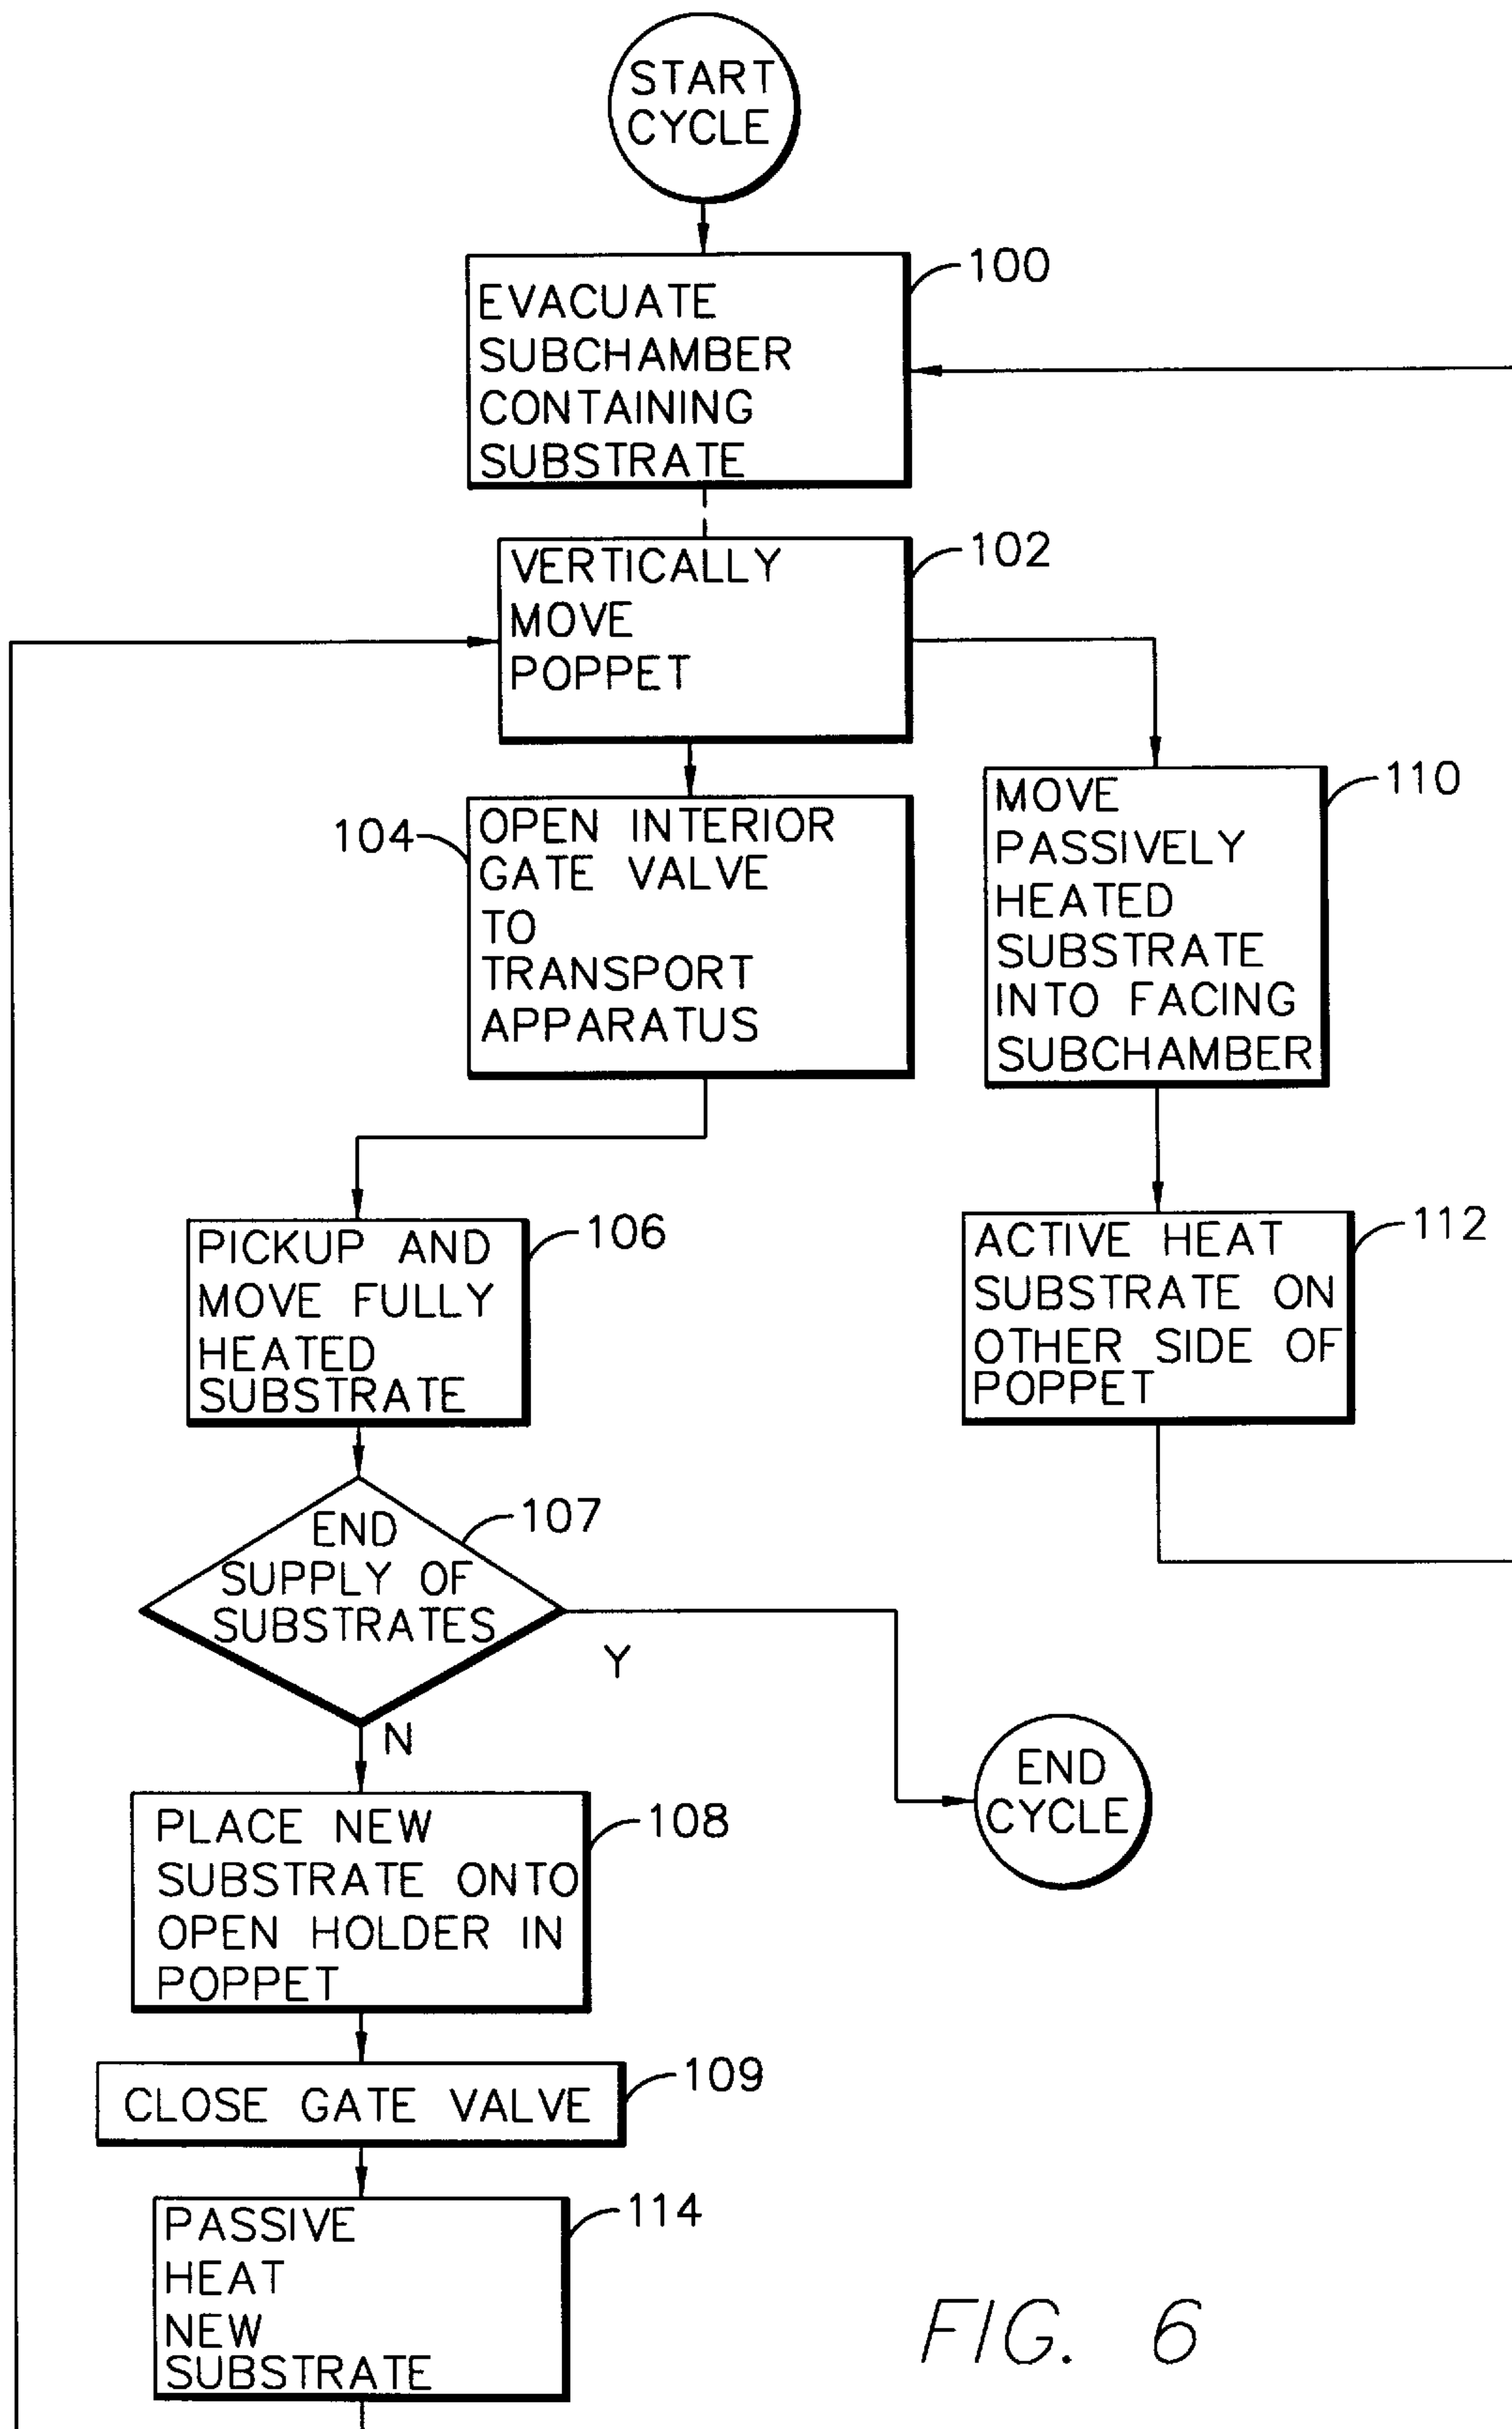 START
CYCLE
100
EVACUATE
SUBCHAMBER
CONTAINING
SUBSTRATE
102
VERTICALLY
MOVE
POPPET
104
OPEN INTERIOR
GATE VALVE
TO
TRANSPORT
APPARATUS
110
MOVE
PASSIVELY
HEATED
SUBSTRATE
INTO FACING
SUBCHAMBER
106
PICKUP AND
MOVE FULLY
HEATED
SUBSTRATE
112
ACTIVE HEAT
SUBSTRATE ON
OTHER SIDE OF
POPPET
107
END
SUPPLY OF
SUBSTRATES
Y
N
END
CYCLE
108
PLACE NEW
SUBSTRATE ONTO
OPEN HOLDER IN
POPPET
109
CLOSE GATE VALVE
114
PASSIVE
HEAT
NEW
SUBSTRATE
FIG. 6